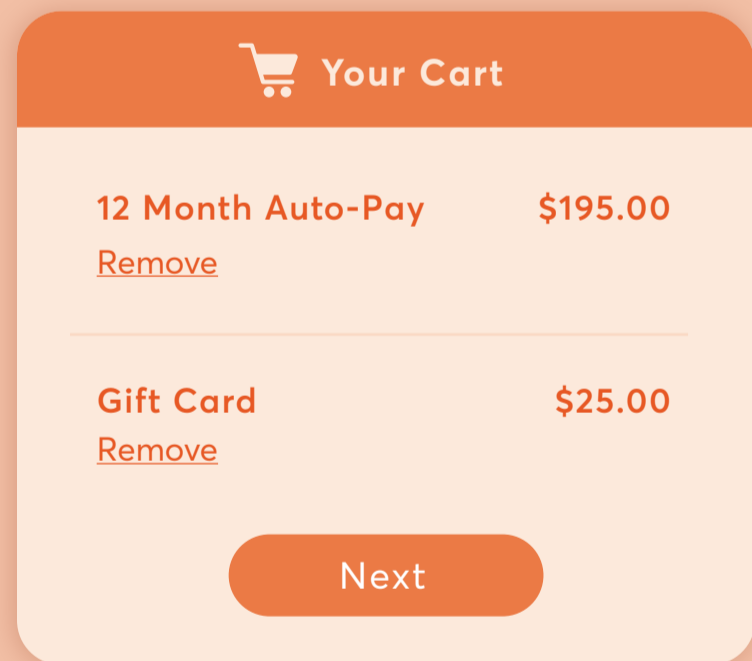 Your Cart
12 Month Auto-Pay $195.00
Remove
Gift Card $25.00
Remove
Next